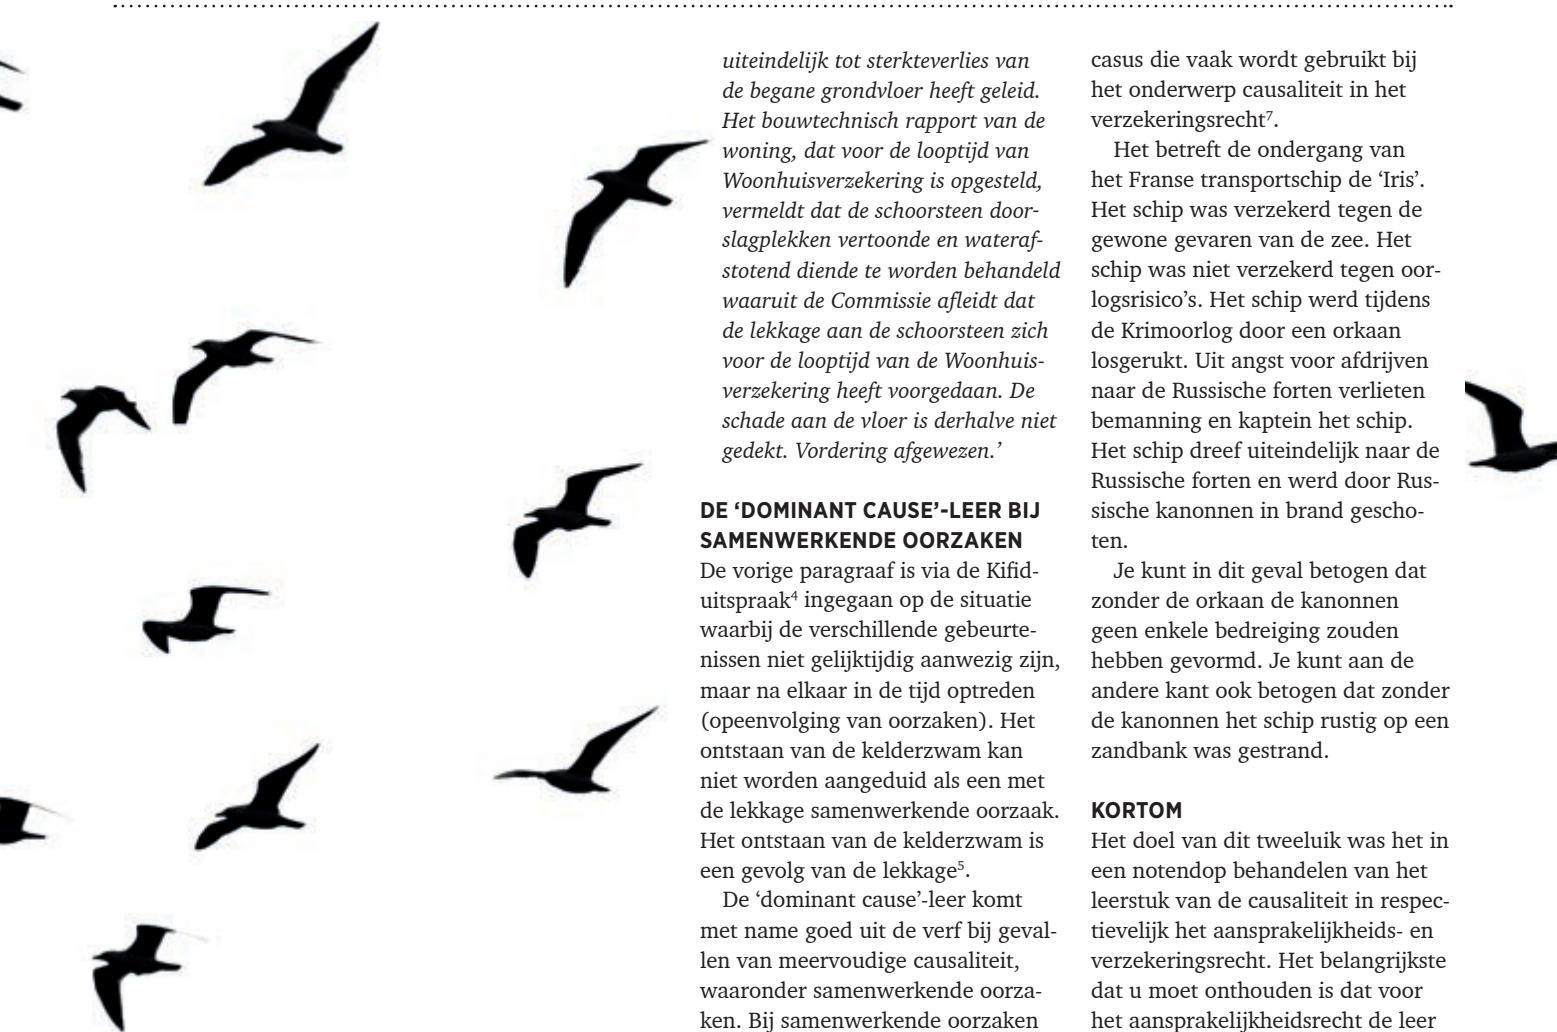 uiteindelijk tot sterkteverlies van
de begane grondvloer heeft geleid.
Het bouwtechnisch rapport van de
woning, dat voor de looptijd van
Woonhuisverzekering is opgesteld,
vermeldt dat de schoorsteen door-
slagplekken vertoonde en wateraf-
stotend diende te worden behandeld
waaruit de Commissie afleidt dat
de lekkage aan de schoorsteen zich
voor de looptijd van de Woonhuis-
verzekering heeft voorgedaan. De
schade aan de vloer is derhalve niet
gedekt. Vordering afgewezen.’
DE ‘DOMINANT CAUSE’-LEER BIJ
SAMENWERKENDE OORZAKEN
De vorige paragraaf is via de Kifid-
uitspraak⁴ ingegaan op de situatie
waarbij de verschillende gebeurte-
nissen niet gelijktijdig aanwezig zijn,
maar na elkaar in de tijd optreden
(opeenvolging van oorzaken). Het
ontstaan van de kelderzwam kan
niet worden aangeduid als een met
de lekkage samenwerkende oorzaak.
Het ontstaan van de kelderzwam is
een gevolg van de lekkage⁵.
De ‘dominant cause’-leer komt
met name goed uit de verf bij geval-
len van meervoudige causaliteit,
waaronder samenwerkende oorza-
ken. Bij samenwerkende oorzaken
casus die vaak wordt gebruikt bij
het onderwerp causaliteit in het
verzekeringsrecht⁷.
Het betreft de ondergang van
het Franse transportschip de ‘Iris’.
Het schip was verzekerd tegen de
gewone gevaren van de zee. Het
schip was niet verzekerd tegen oor-
logsrisico’s. Het schip werd tijdens
de Krimoorlog door een orkaan
losgerukt. Uit angst voor afdrijven
naar de Russische forten verlieten
bemanning en kaptein het schip.
Het schip dreef uiteindelijk naar de
Russische forten en werd door Rus-
sische kanonnen in brand gescho-
ten.
Je kunt in dit geval betogen dat
zonder de orkaan de kanonnen
geen enkele bedreiging zouden
hebben gevormd. Je kunt aan de
andere kant ook betogen dat zonder
de kanonnen het schip rustig op een
zandbank was gestrand.
KORTOM
Het doel van dit tweeluik was het in
een notendop behandelen van het
leerstuk van de causaliteit in respec-
tievelijk het aansprakelijkheids- en
verzekeringsrecht. Het belangrijkste
dat u moet onthouden is dat voor
het aansprakelijkheidsrecht de leer